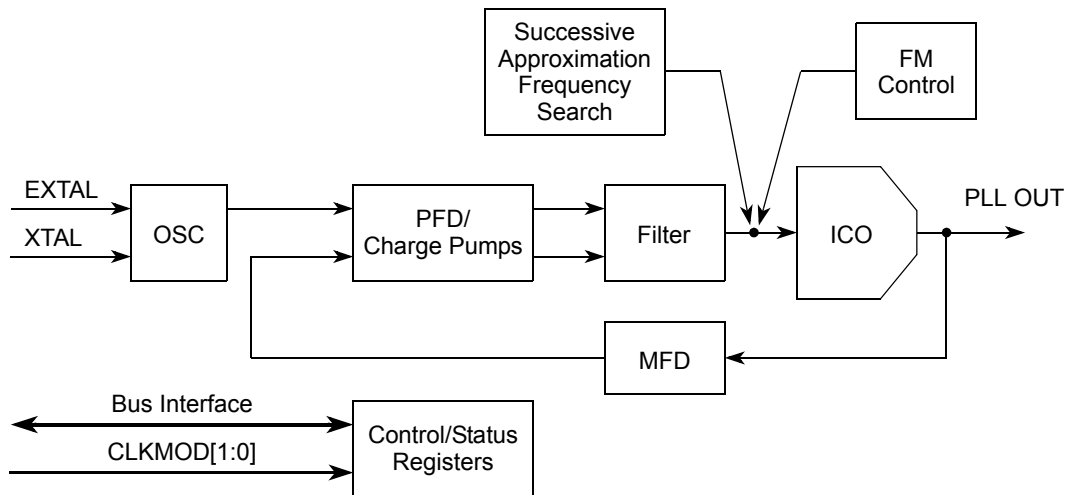 Successive
Approximation
Frequency
Search
FM
Control
EXTAL
XTAL
OSC
PFD/
Charge Pumps
Filter
ICO
PLL OUT
MFD
Bus Interface
CLKMOD[1:0]
Control/Status
Registers